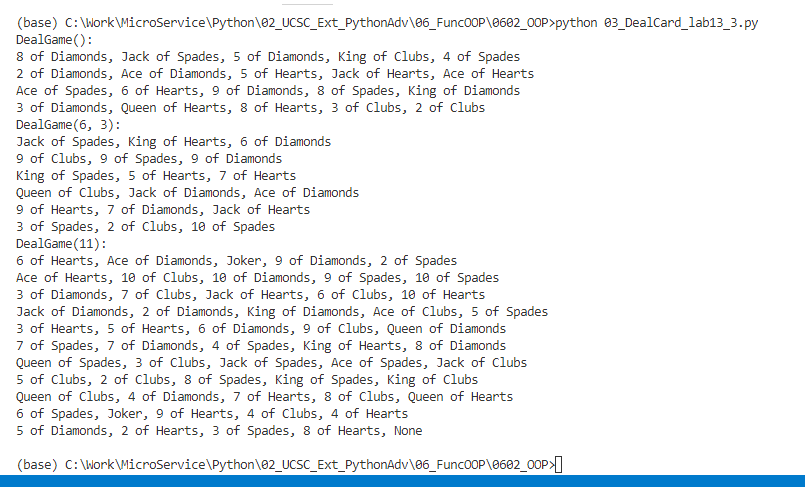 (base) C:\Work\MicroService\Python\02_UCSC_Ext_PythonAdv\06_FuncOOP\0602_OOP>python 03_DealCard_lab13_3.py
DealGame():
8 of Diamonds, Jack of Spades, 5 of Diamonds, King of Clubs, 4 of Spades
2 of Diamonds, Ace of Diamonds, 5 of Hearts, Jack of Hearts, Ace of Hearts
Ace of Spades, 6 of Hearts, 9 of Diamonds, 8 of Spades, King of Diamonds
3 of Diamonds, Queen of Hearts, 8 of Hearts, 3 of Clubs, 2 of Clubs
DealGame(6, 3):
Jack of Spades, King of Hearts, 6 of Diamonds
9 of Clubs, 9 of Spades, 9 of Diamonds
King of Spades, 5 of Hearts, 7 of Hearts
Queen of Clubs, Jack of Diamonds, Ace of Diamonds
9 of Hearts, 7 of Diamonds, Jack of Hearts
3 of Spades, 2 of Clubs, 10 of Spades
DealGame(11):
6 of Hearts, Ace of Diamonds, Joker, 9 of Diamonds, 2 of Spades
Ace of Hearts, 10 of Clubs, 10 of Diamonds, 9 of Spades, 10 of Spades
3 of Diamonds, 7 of Clubs, Jack of Hearts, 6 of Clubs, 10 of Hearts
Jack of Diamonds, 2 of Diamonds, King of Diamonds, Ace of Clubs, 5 of Spades
3 of Hearts, 5 of Hearts, 6 of Diamonds, 9 of Clubs, Queen of Diamonds
7 of Spades, 7 of Diamonds, 4 of Spades, King of Hearts, 8 of Diamonds
Queen of Spades, 3 of Clubs, Jack of Spades, Ace of Spades, Jack of Clubs
5 of Clubs, 2 of Clubs, 8 of Spades, King of Spades, King of Clubs
Queen of Clubs, 4 of Diamonds, 7 of Hearts, 8 of Clubs, Queen of Hearts
6 of Spades, Joker, 9 of Hearts, 4 of Clubs, 4 of Hearts
5 of Diamonds, 2 of Hearts, 3 of Spades, 8 of Hearts, None
(base) C:\Work\MicroService\Python\02_UCSC_Ext_PythonAdv\06_FuncOOP\0602_OOP>